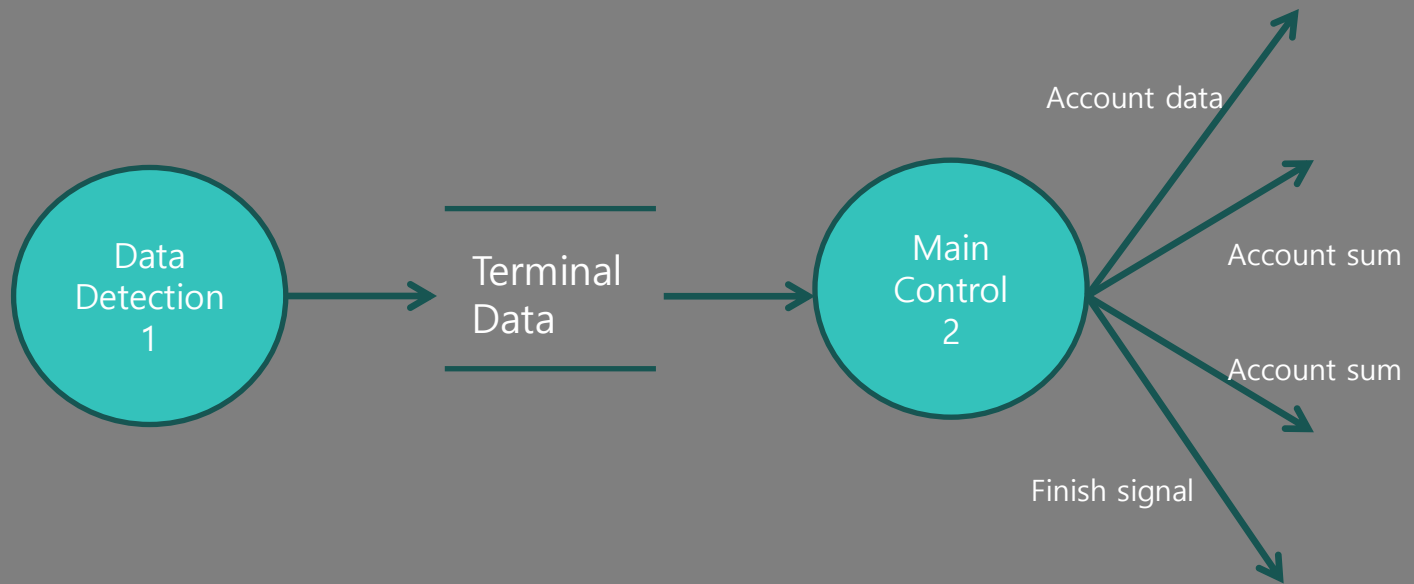 Data
Detection
1
Terminal
Data
Main
Control
2
Account data
Account sum
Account sum
Finish signal